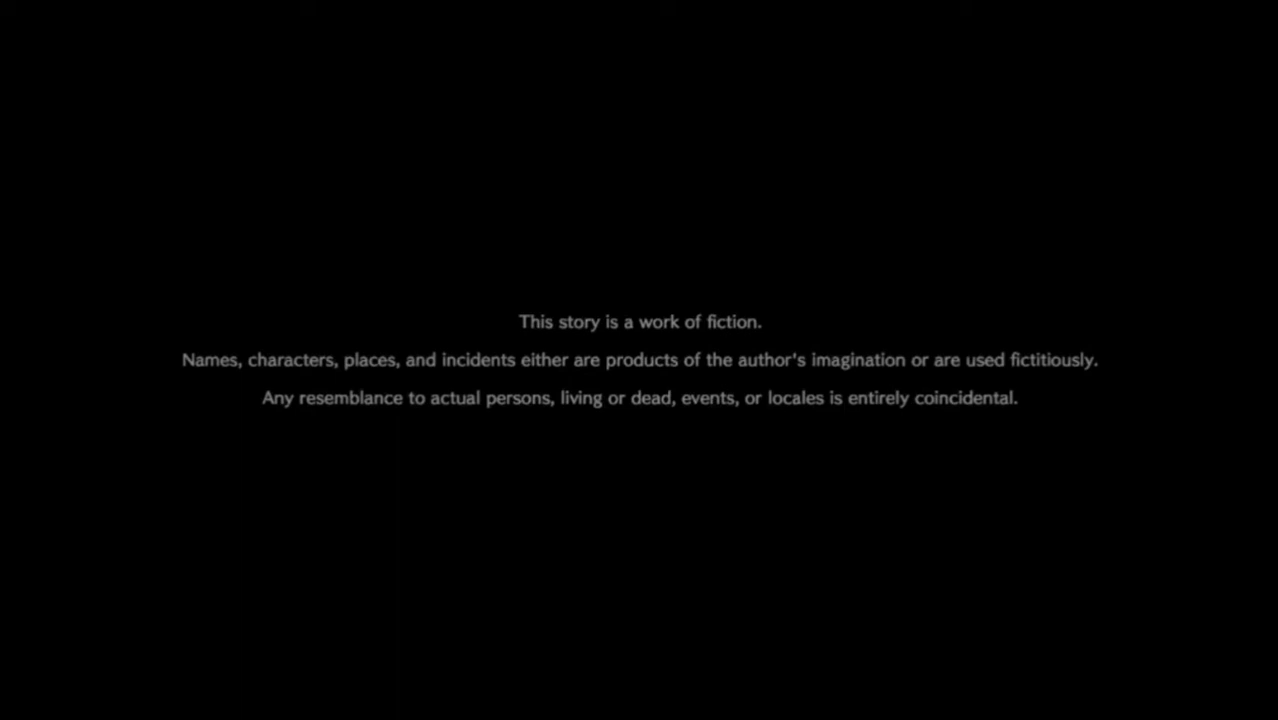 This story is a work of fiction.
Names, characters, places, and incidents either are products of the author's imagination or are used fictitiously.
Any resemblance to actual persons, living or dead, events, or locales is entirely coincidental.